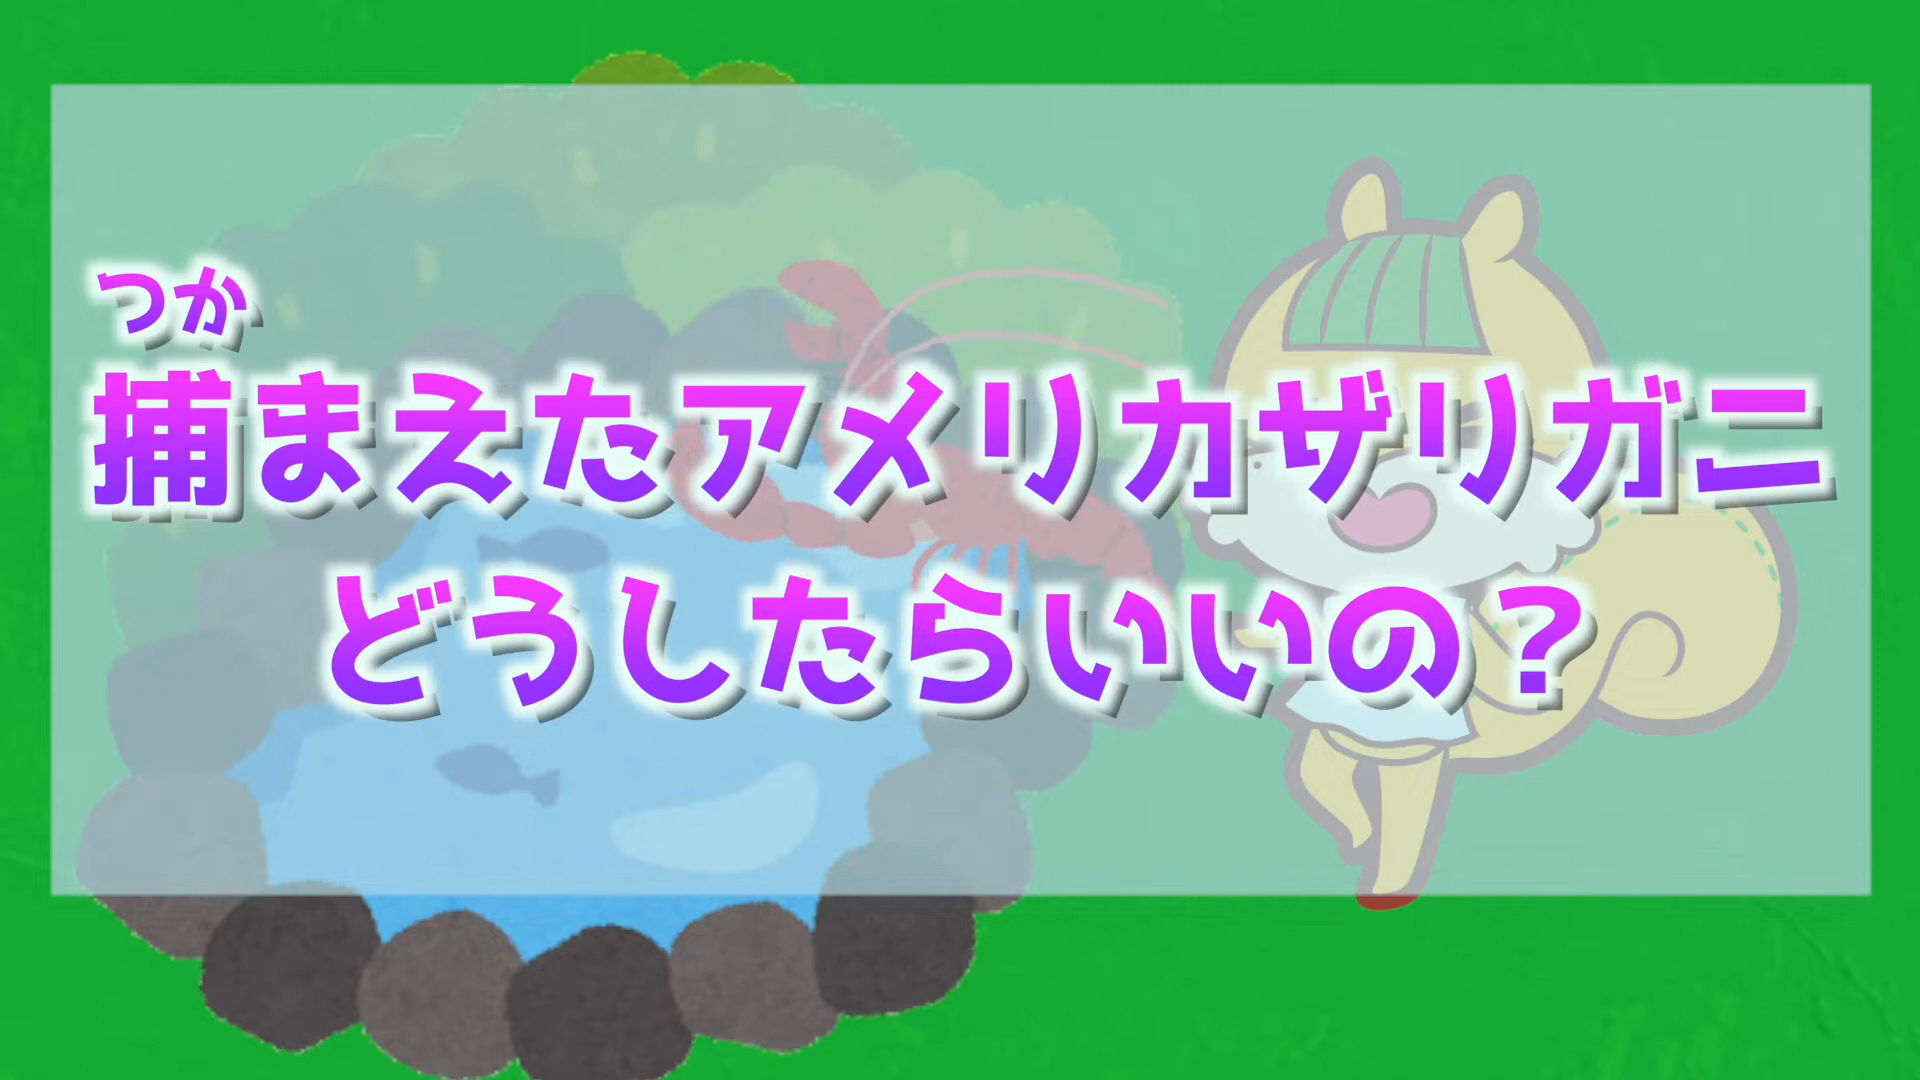 つか
捕まえたアメリカザリガニ
どうしたらいいの？